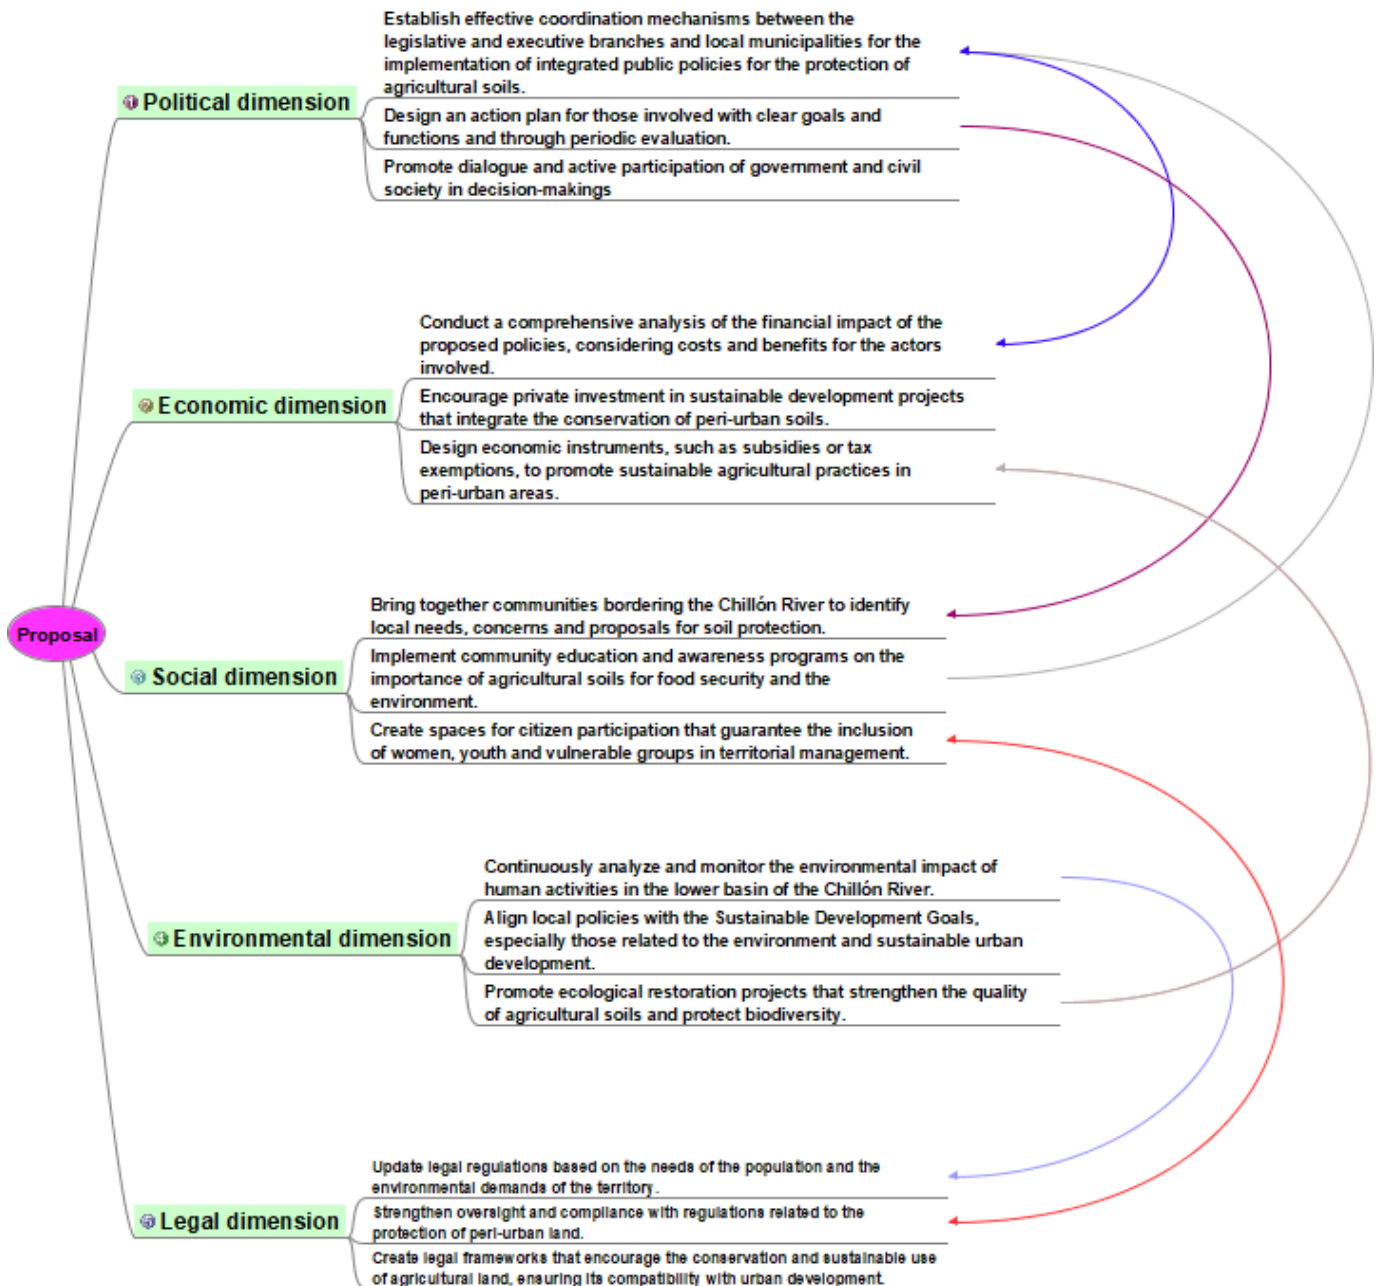 Establish effective coordination mechanisms between the
legislative and executive branches and local municipalities for the
implementation of integrated public policies for the protection of
agricultural soils.
Political dimension
Design an action plan for those involved with clear goals and
functions and through periodic evaluation.
Promote dialogue and active participation of government and civil
society in decision-makings
Conduct a comprehensive analysis of the financial impact of the
proposed policies, considering costs and benefits for the actors
involved.
Economic dimension
Encourage private investment in sustainable development projects
that integrate the conservation of peri-urban soils.
Design economic instruments, such as subsidies or tax
exemptions, to promote sustainable agricultural practices in
peri-urban areas.
Proposal
Bring together communities bordering the Chillón River to identify
local needs, concerns and proposals for soil protection.
Social dimension
Implement community education and awareness programs on the
importance of agricultural soils for food security and the
environment.
Create spaces for citizen participation that guarantee the inclusion
of women, youth and vulnerable groups in territorial management.
Continuously analyze and monitor the environmental impact of
human activities in the lower basin of the Chillón River.
Environmental dimension
Align local policies with the Sustainable Development Goals,
especially those related to the environment and sustainable urban
development.
Promote ecological restoration projects that strengthen the quality
of agricultural soils and protect biodiversity.
Update legal regulations based on the needs of the population and the
environmental demands of the territory.
Legal dimension
Strengthen oversight and compliance with regulations related to the
protection of peri-urban land.
Create legal frameworks that encourage the conservation and sustainable use
of agricultural land, ensuring its compatibility with urban development.